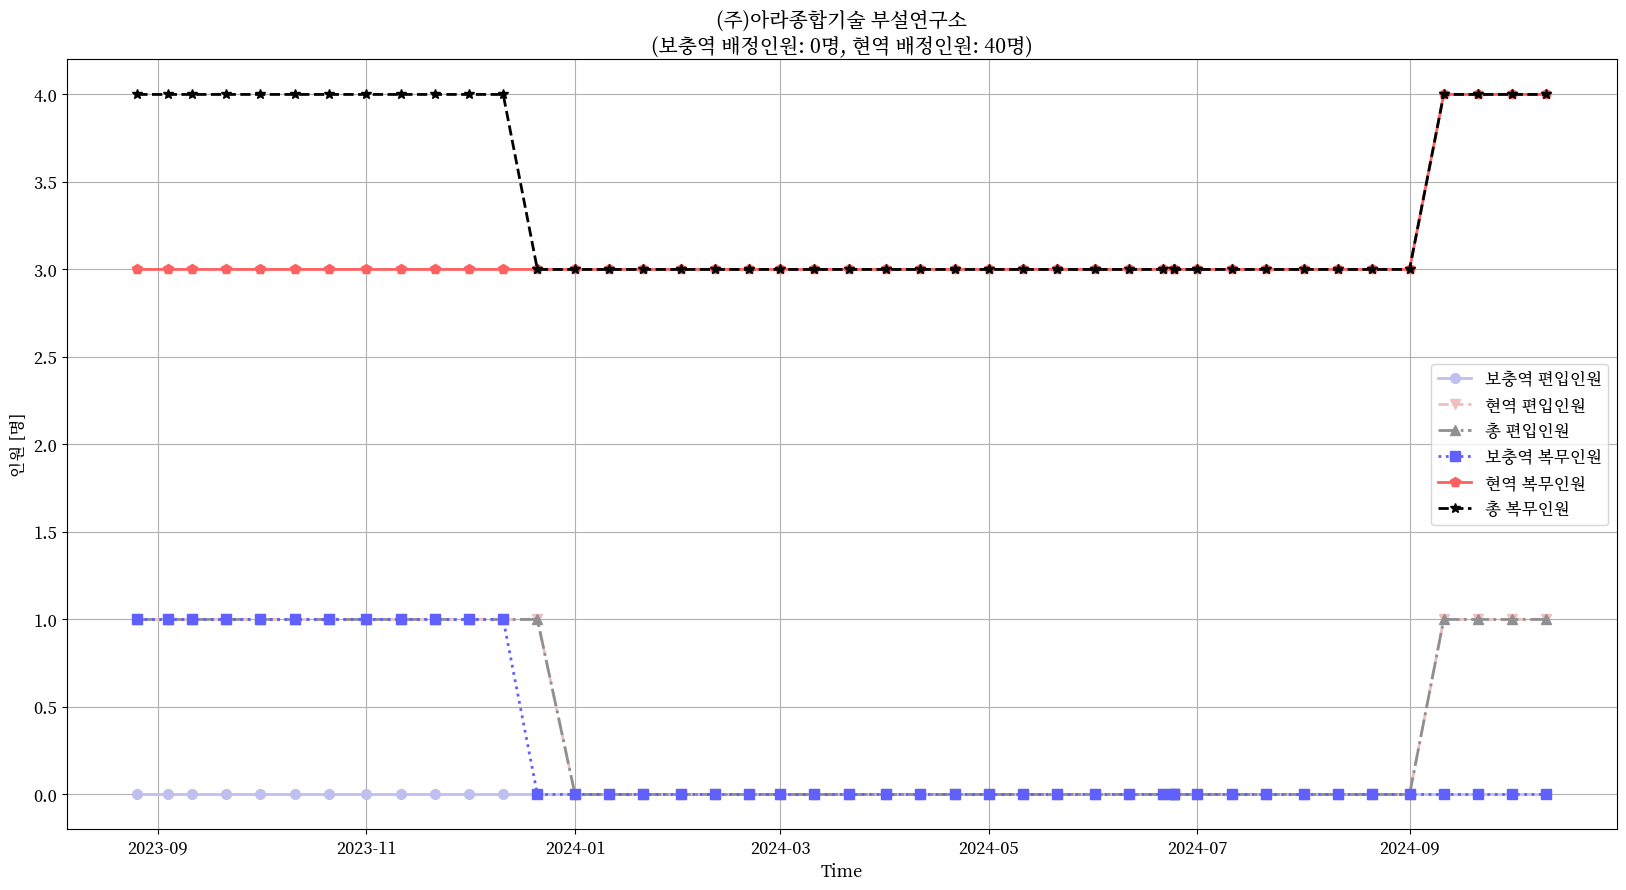 (주)아라종합기술 부설연구소
(보충역 배정인원: 0명, 현역 배정인원: 40명)
4.0
3.5
3.0
2.5
2.0
1.5
1.0
0.5
0.0
인원 [명]
보충역 편입인원
현역 편입인원
총 편입인원
보충역 복무인원
현역 복무인원
총 복무인원
2023-09 2023-11 2024-01 2024-03 2024-05 2024-07 2024-09
Time